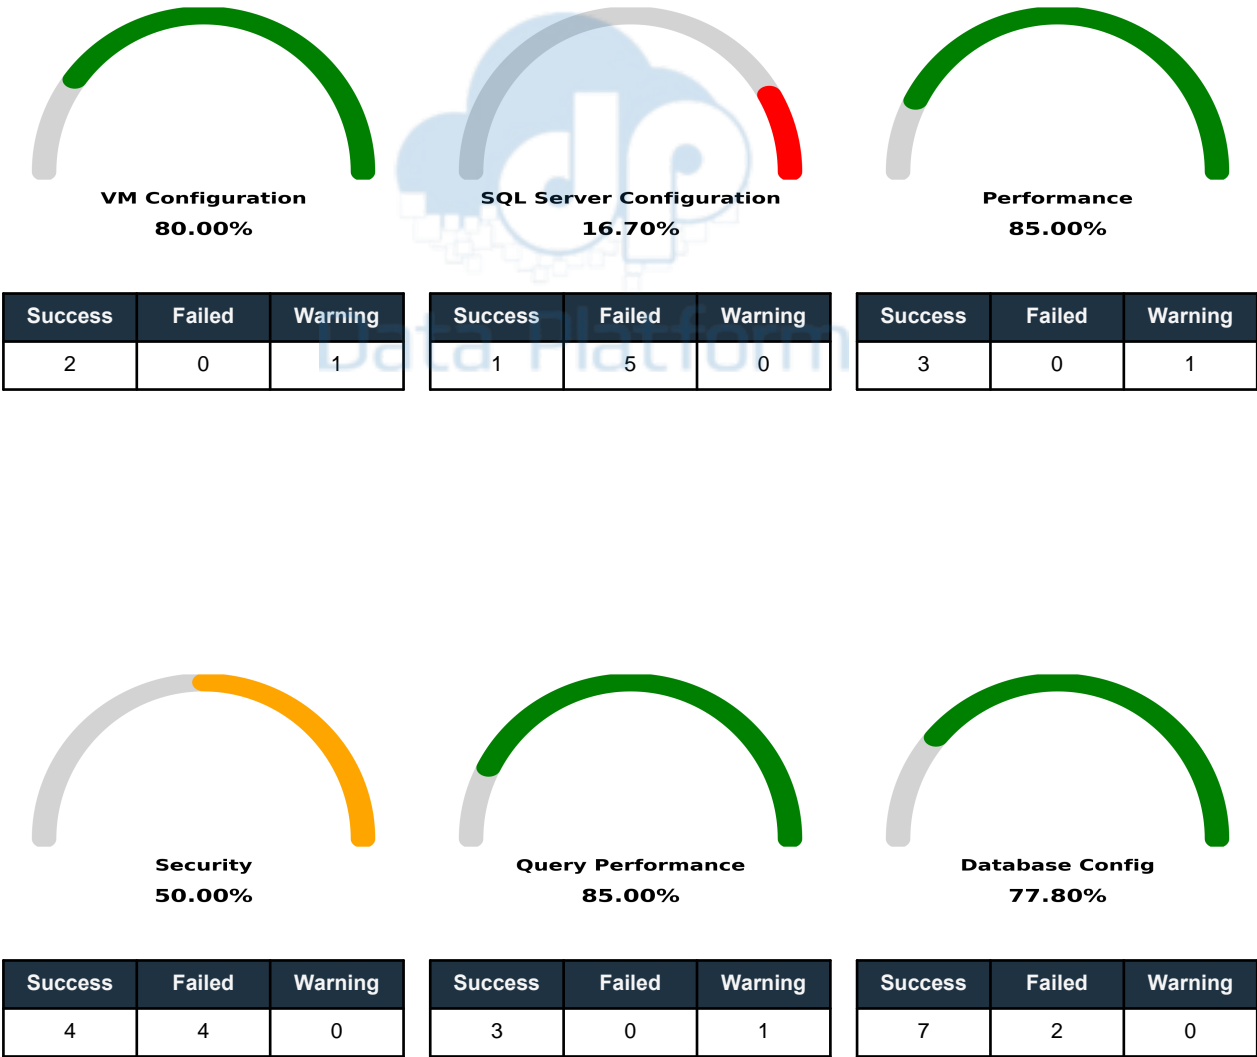 VM Configuration
80.00%
SQL Server Configuration
16.70%
Performance
85.00%
Success Failed Warning
2 0 1
Success Failed Warning
1 5 0
Success Failed Warning
3 0 1
dp
Data Platform
Security
50.00%
Query Performance
85.00%
Database Config
77.80%
Success Failed Warning
4 4 0
Success Failed Warning
3 0 1
Success Failed Warning
7 2 0